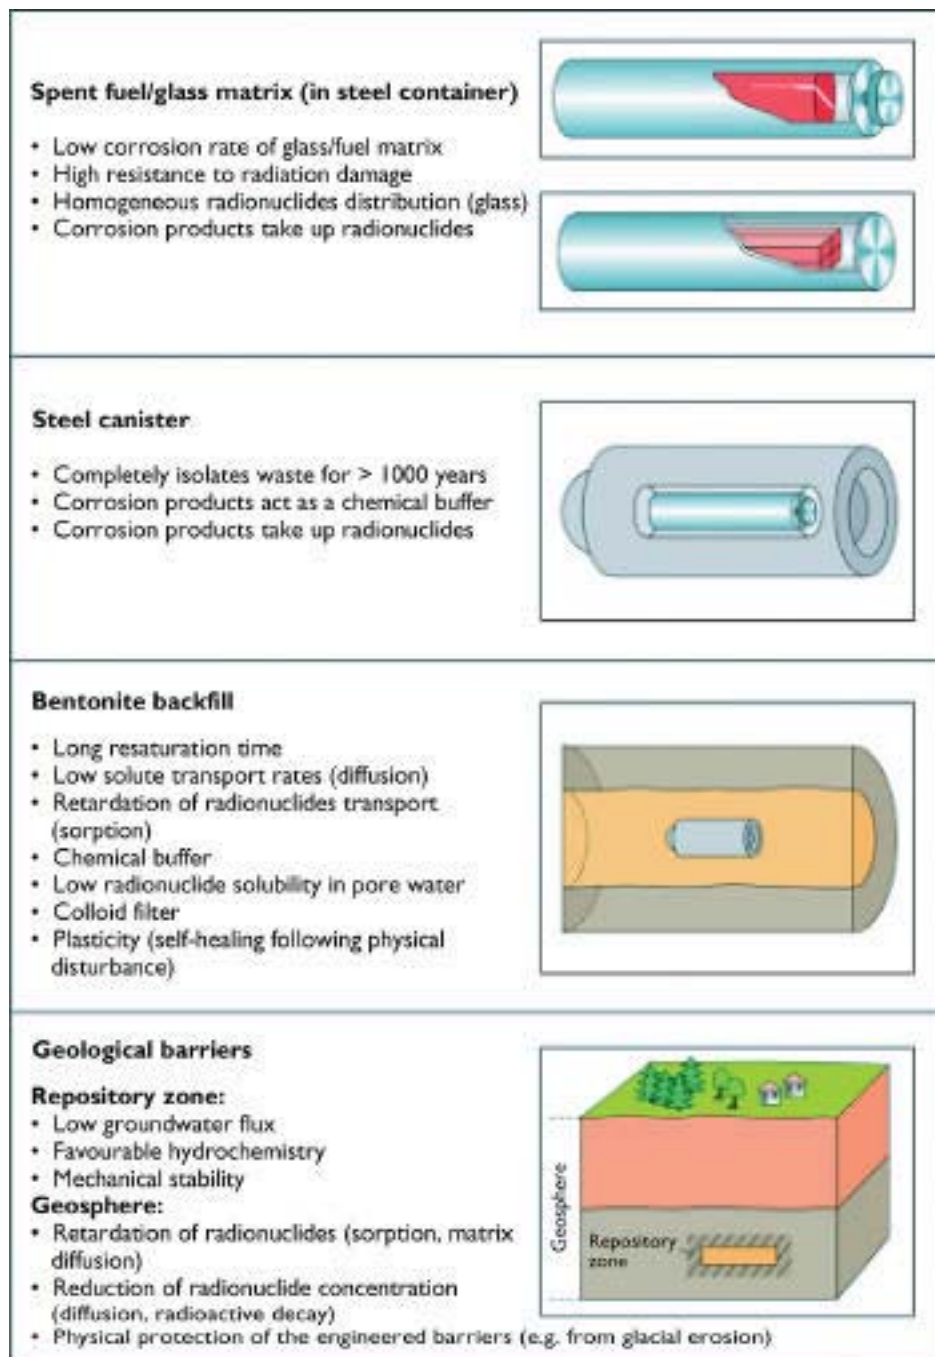 Spent fuel/glass matrix (in steel container)
• Low corrosion rate of glass/fuel matrix
• High resistance to radiation damage
• Homogeneous radionuclides distribution (glass)
• Corrosion products take up radionuclides
Steel canister
• Completely isolates waste for > 1000 years
• Corrosion products act as a chemical buffer
• Corrosion products take up radionuclides
Bentonite backfill
• Long resaturation time
• Low solute transport rates (diffusion)
• Retardation of radionuclides transport
(sorption)
• Chemical buffer
• Low radionuclide solubility in pore water
• Colloid filter
• Plasticity (self-healing following physical
disturbance)
Geological barriers
Repository zone:
• Low groundwater flux
• Favourable hydrochemistry
• Mechanical stability
Geosphere:
• Retardation of radionuclides (sorption, matrix
diffusion)
• Reduction of radionuclide concentration
(diffusion, radioactive decay)
• Physical protection of the engineered barriers (e.g. from glacial erosion)
Geosphere
Repository
zone